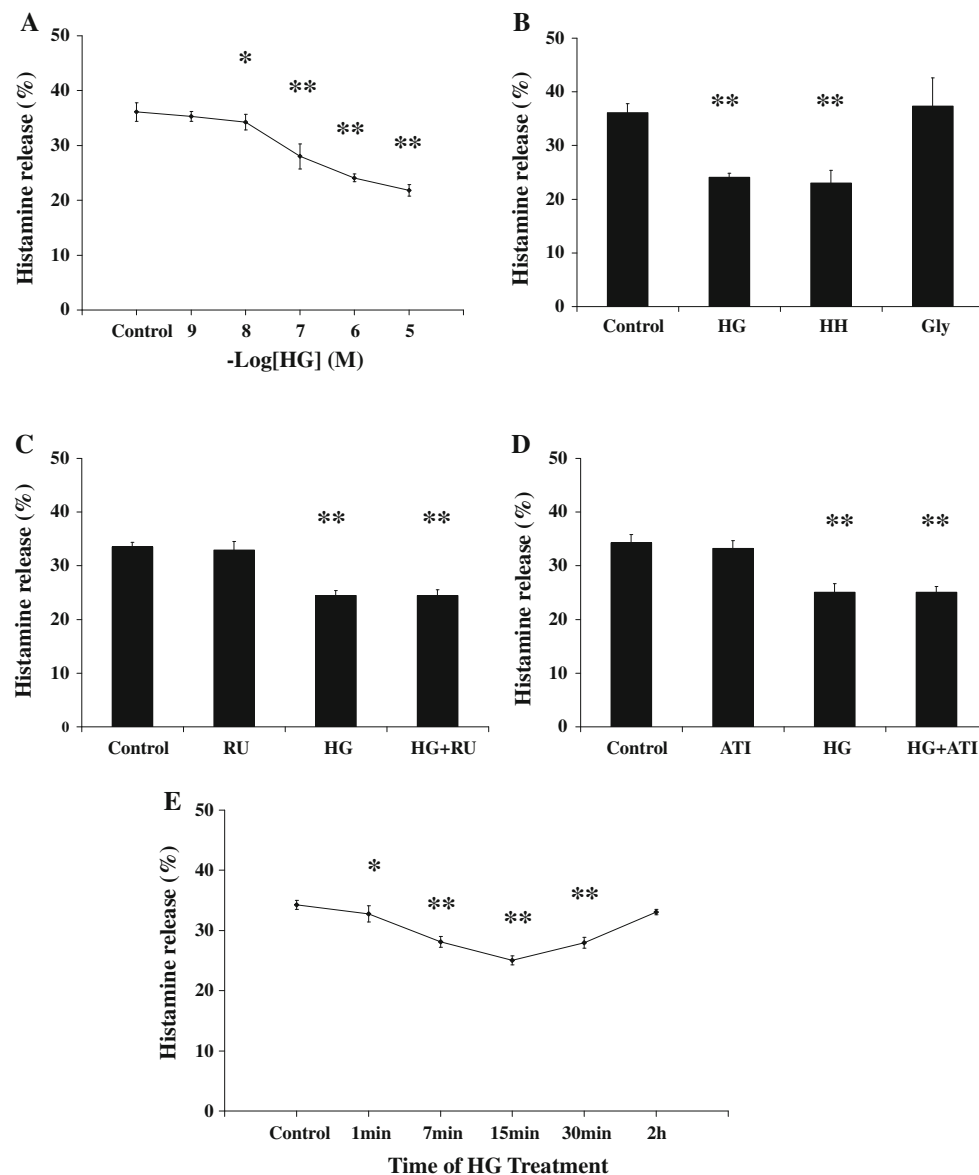 A
Histamine release (%)
50
40
30
20
10
0
*
**
**
**
Control 9 8 7 6 5
-Log[HG] (M)
B
Histamine release (%)
50
40
30
20
10
0
** **
Control HG HH Gly
C
Histamine release (%)
50
40
30
20
10
0
** **
Control RU HG HG+RU
D
Histamine release (%)
50
40
30
20
10
0
** **
Control ATI HG HG+ATI
E
Histamine release (%)
50
40
30
20
10
0
*
**
**
**
Control 1min 7min 15min 30min 2h
Time of HG Treatment